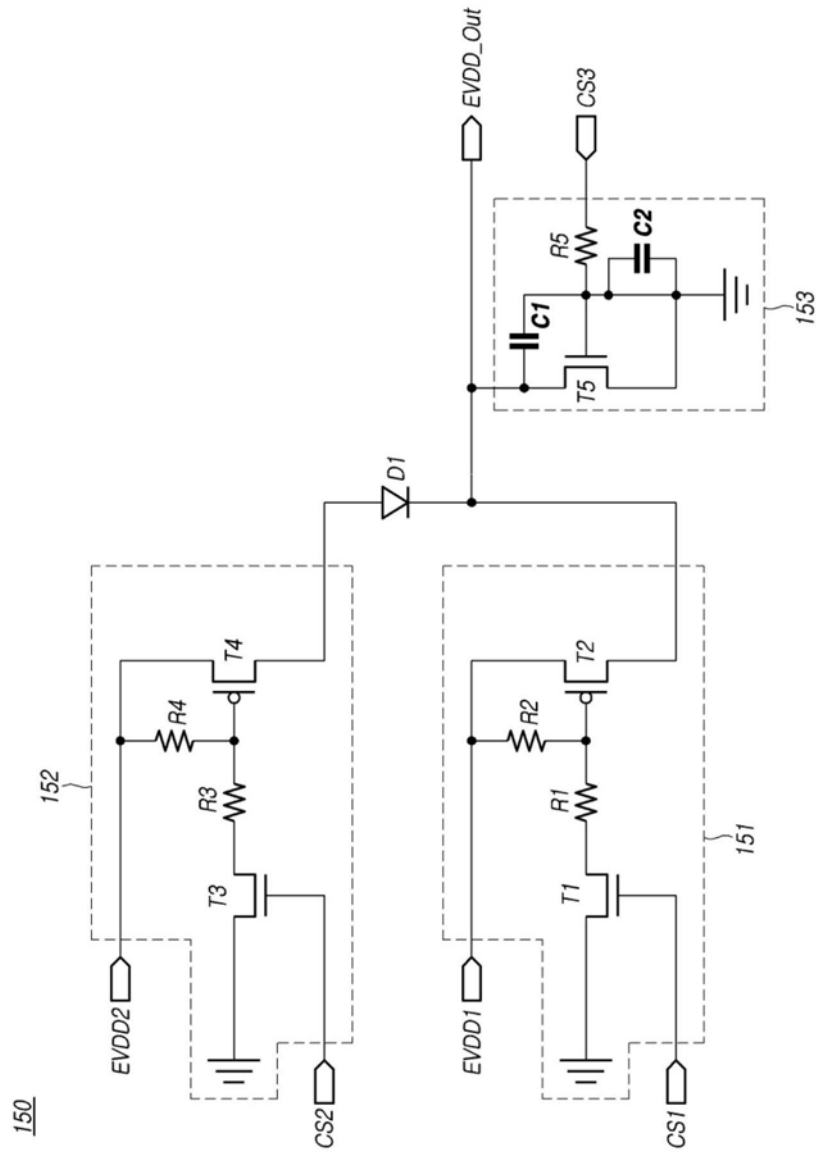 150
EVDD2
152
R4
T4
R3
T3
CS2
D1
EVDD_Out
EVDD1
R2
T2
R1
T1
CS1
151
C1
R5
CS3
C2
T5
153